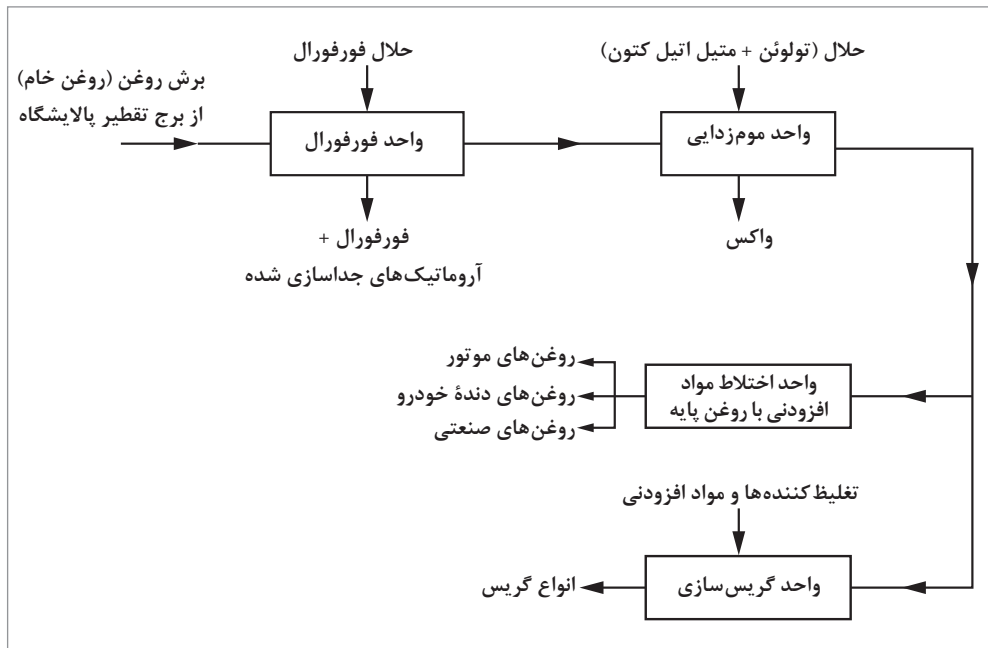 برش روغن (روغن خام)
از برج تقطیر پالایشگاه
حلال فورفورال
واحد فورفورال
فورفورال +
آروماتیک‌های جداسازی شده
حلال (تولوئن + متیل اتیل کتون)
واحد موم‌زدایی
واکس
واحد اختلاط مواد
افزودنی با روغن پایه
روغن‌های موتور
روغن‌های دندهٔ خودرو
روغن‌های صنعتی
تغلیظ کننده‌ها و مواد افزودنی
واحد گریس‌سازی
انواع گریس